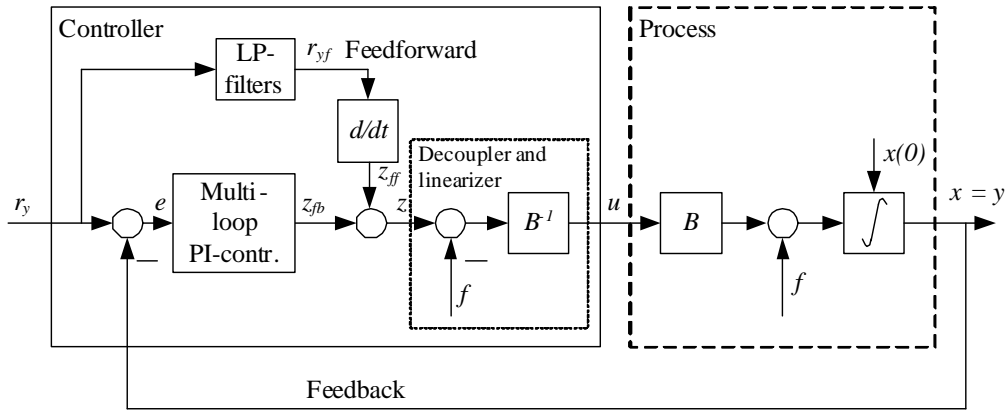 Controller
Process
LP-
filters
r_yf
Feedforward
d/dt
Decoupler and
linearizer
x(0)
r_y
e
Multi -
loop
PI-contr.
z_fb
z_ff
z
B^-1
u
B
∫
x = y
f
f
Feedback